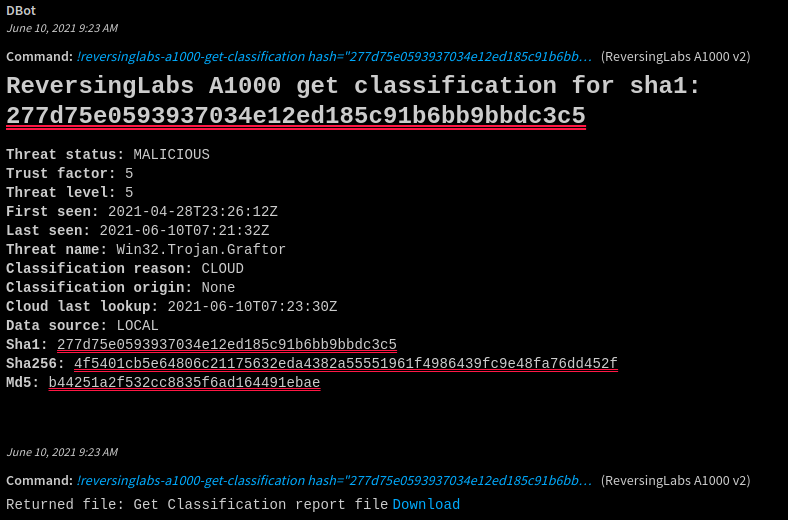 DBot
June 10, 2021 9:23 AM
Command: !reversinglabs-a1000-get-classification hash="277d75e0593937034e12ed185c91b6bb… (ReversingLabs A1000 v2)
ReversingLabs A1000 get classification for sha1:
277d75e0593937034e12ed185c91b6bb9bbdc3c5
Threat status: MALICIOUS
Trust factor: 5
Threat level: 5
First seen: 2021-04-28T23:26:12Z
Last seen: 2021-06-10T07:21:32Z
Threat name: Win32.Trojan.Graftor
Classification reason: CLOUD
Classification origin: None
Cloud last lookup: 2021-06-10T07:23:30Z
Data source: LOCAL
Sha1: 277d75e0593937034e12ed185c91b6bb9bbdc3c5
Sha256: 4f5401cb5e64806c21175632eda4382a55551961f4986439fc9e48fa76dd452f
Md5: b44251a2f532cc8835f6ad164491ebae
June 10, 2021 9:23 AM
Command: !reversinglabs-a1000-get-classification hash="277d75e0593937034e12ed185c91b6bb… (ReversingLabs A1000 v2)
Returned file: Get Classification report file Download